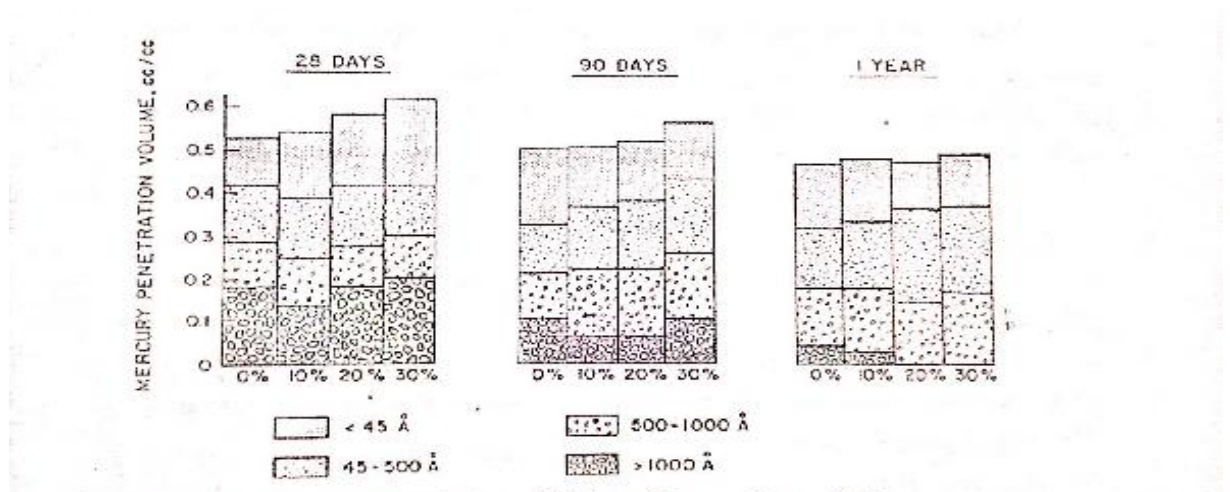 28 DAYS
90 DAYS
1 YEAR
MERCURY PENETRATION VOLUME, cc/cc
0.6
0.5
0.4
0.3
0.2
0.1
0
0% 10% 20% 30%
0% 10% 20% 30%
0% 10% 20% 30%
< 45 Å
500-1000 Å
45-500 Å
>1000 Å